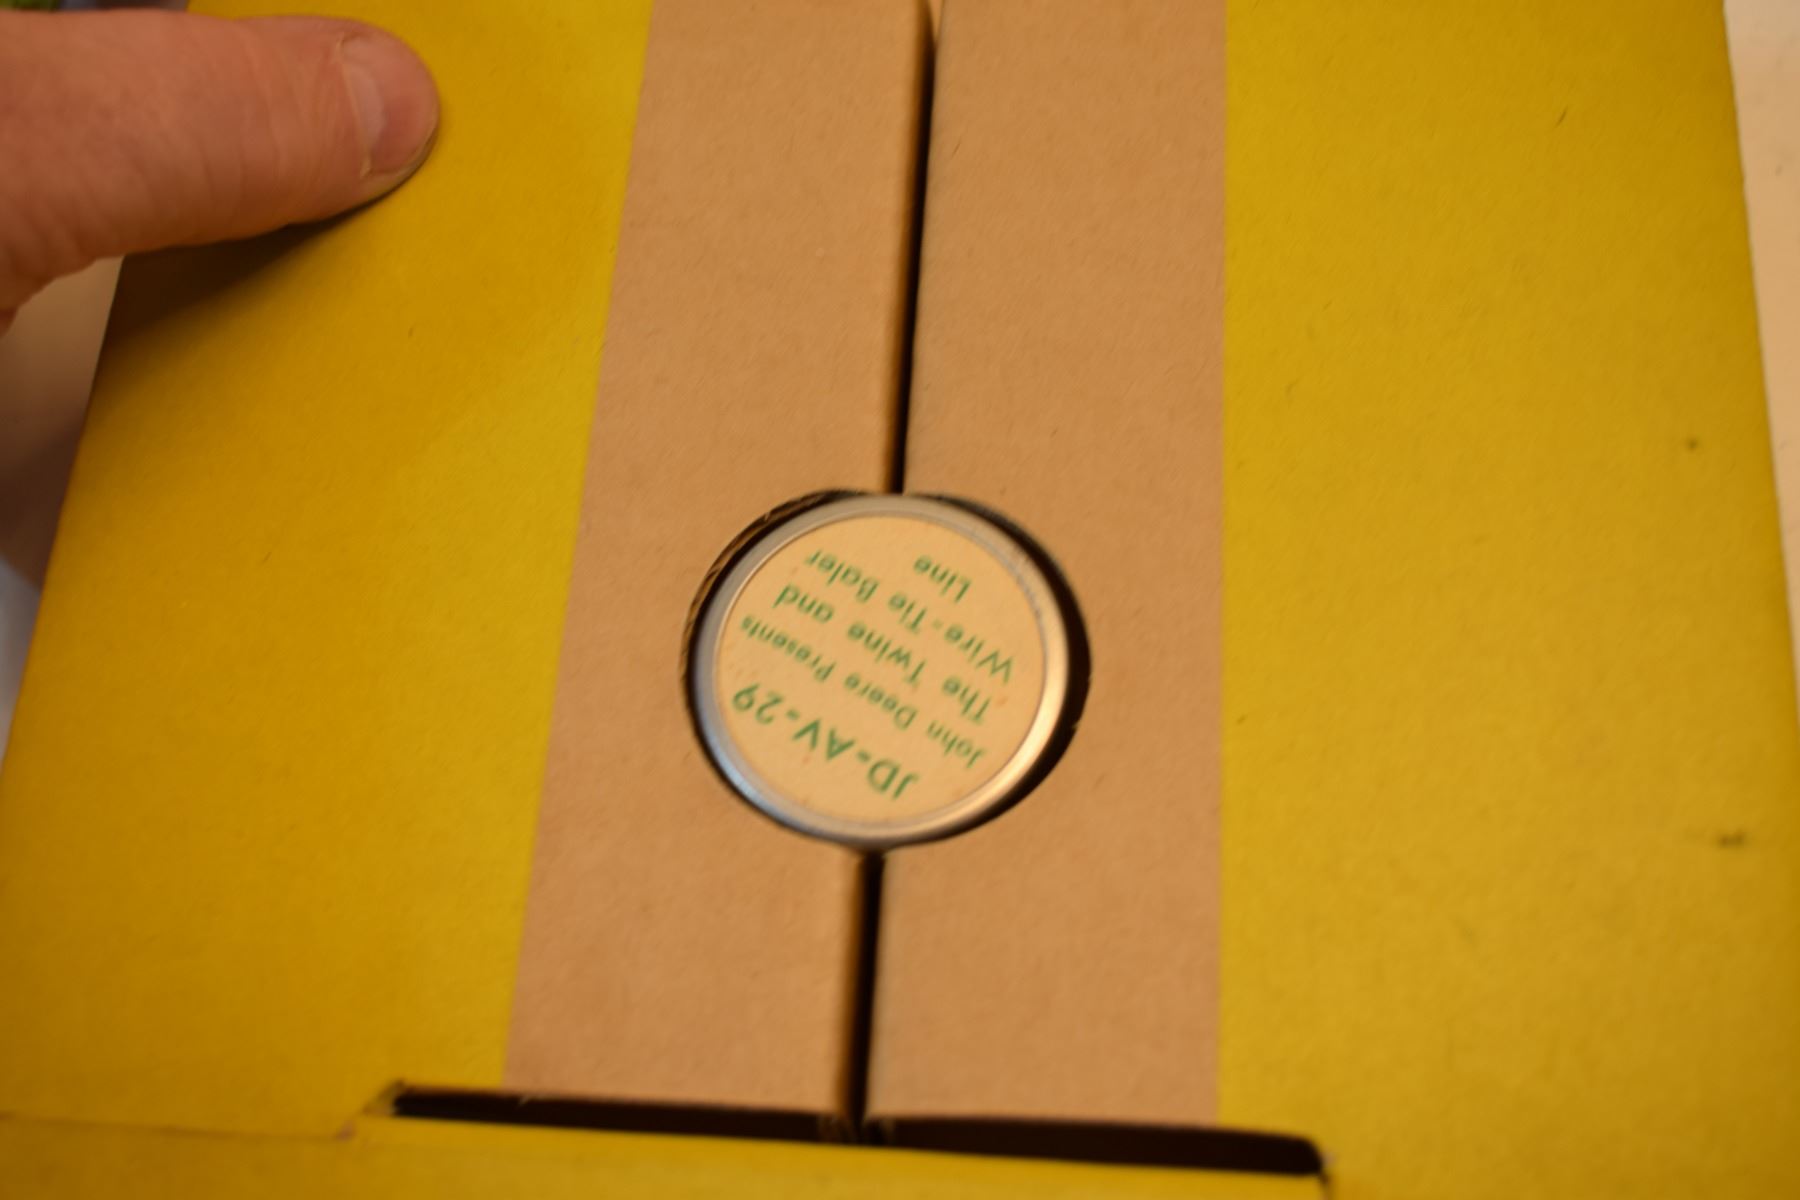 JD-AV-29
John Deere Presents
The Twine and
Wire-Tie Baler
Line